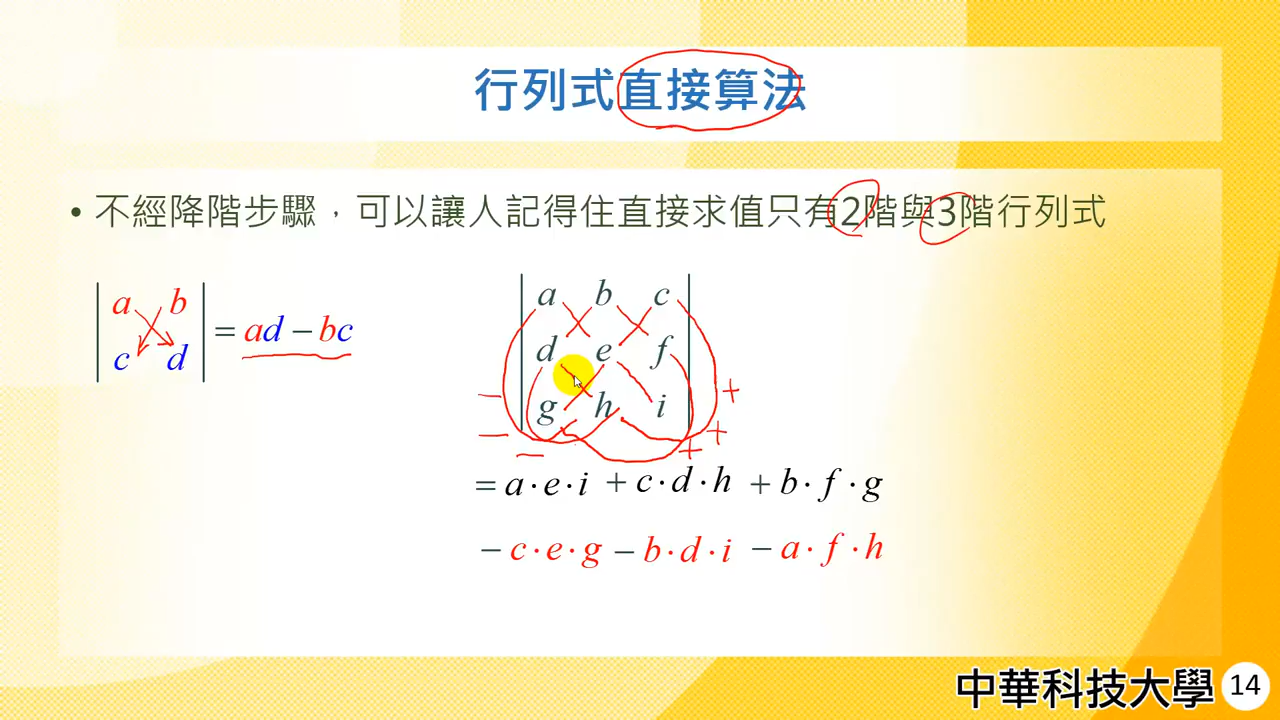 行列式直接算法
• 不經降階步驟，可以讓人記得住直接求值只有2階與3階行列式
a b
c d
= ad − bc
a b c
d e f
g h i
− − − + + +
= a·e·i + c·d·h + b·f·g
− c·e·g − b·d·i − a·f·h
中華科技大學 14